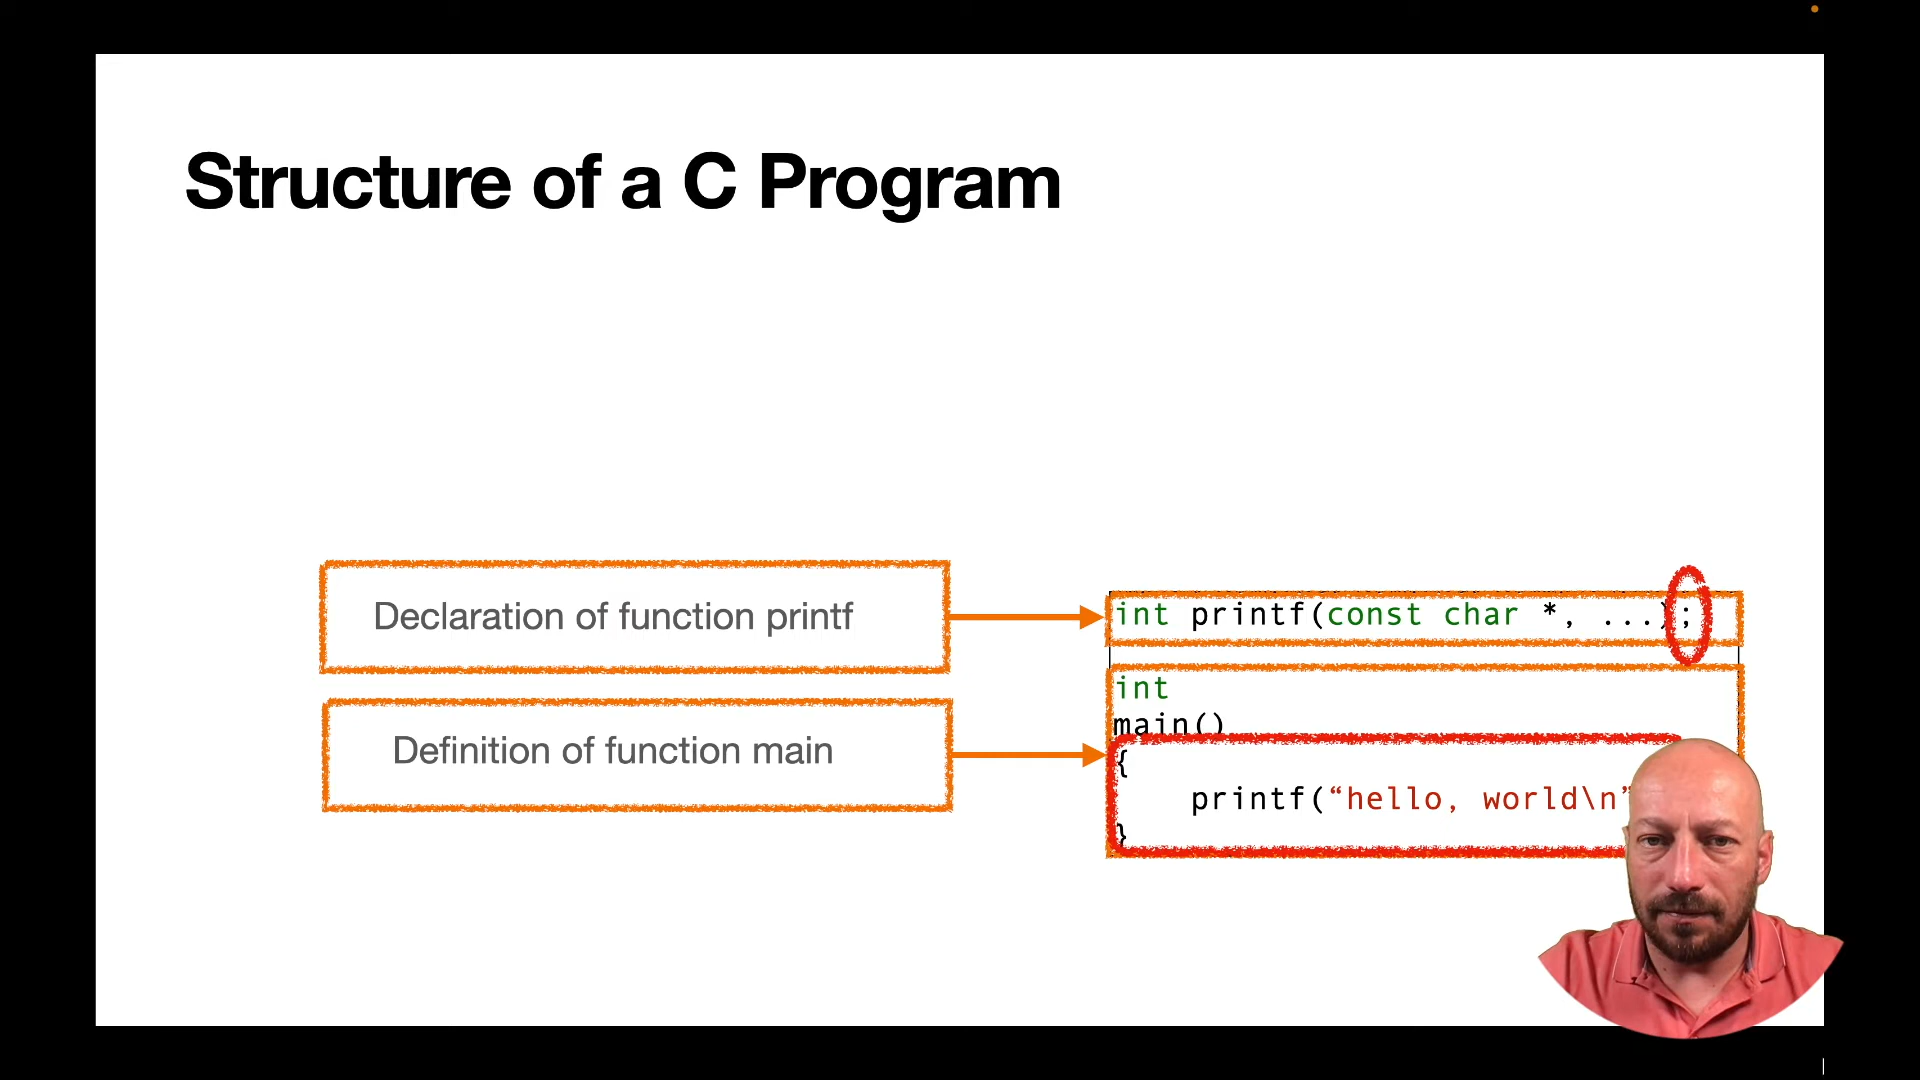 Structure of a C Program
Declaration of function printf
int printf(const char *, ...);
Definition of function main
int
main()
{
printf(“hello, world\n”
}